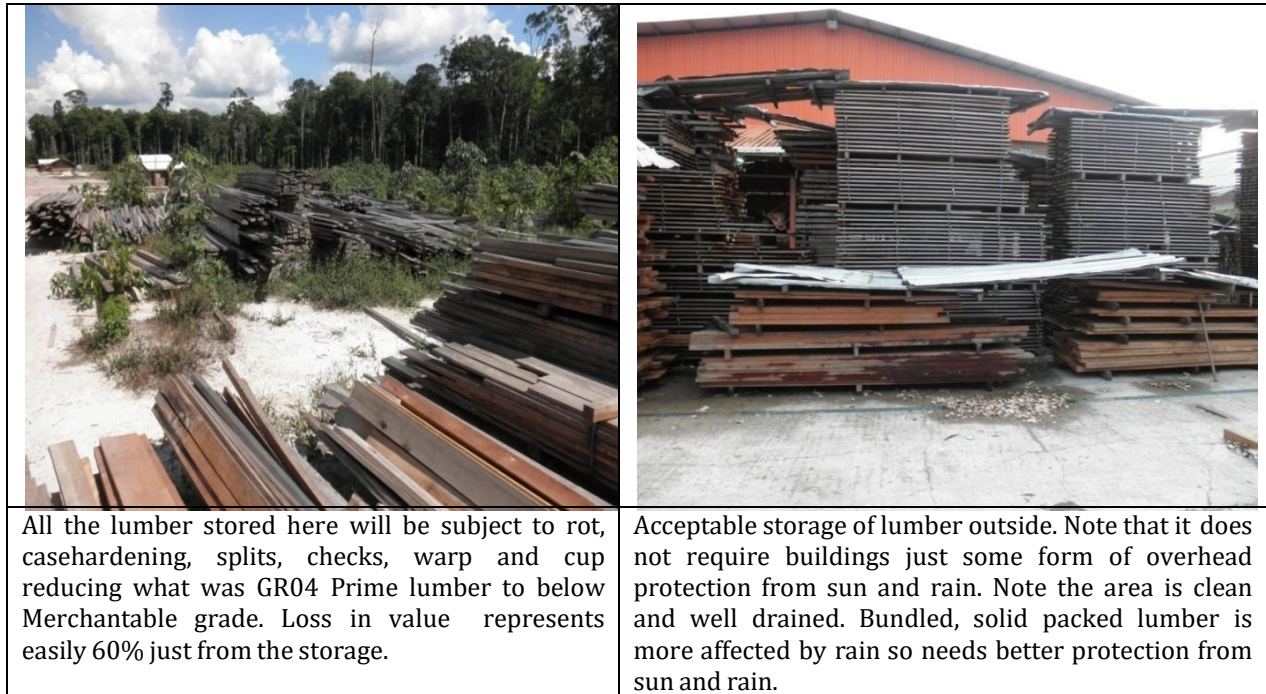 All the lumber stored here will be subject to rot,
casehardening, splits, checks, warp and cup
reducing what was GR04 Prime lumber to below
Merchantable grade. Loss in value represents
easily 60% just from the storage.
Acceptable storage of lumber outside. Note that it does
not require buildings just some form of overhead
protection from sun and rain. Note the area is clean
and well drained. Bundled, solid packed lumber is
more affected by rain so needs better protection from
sun and rain.